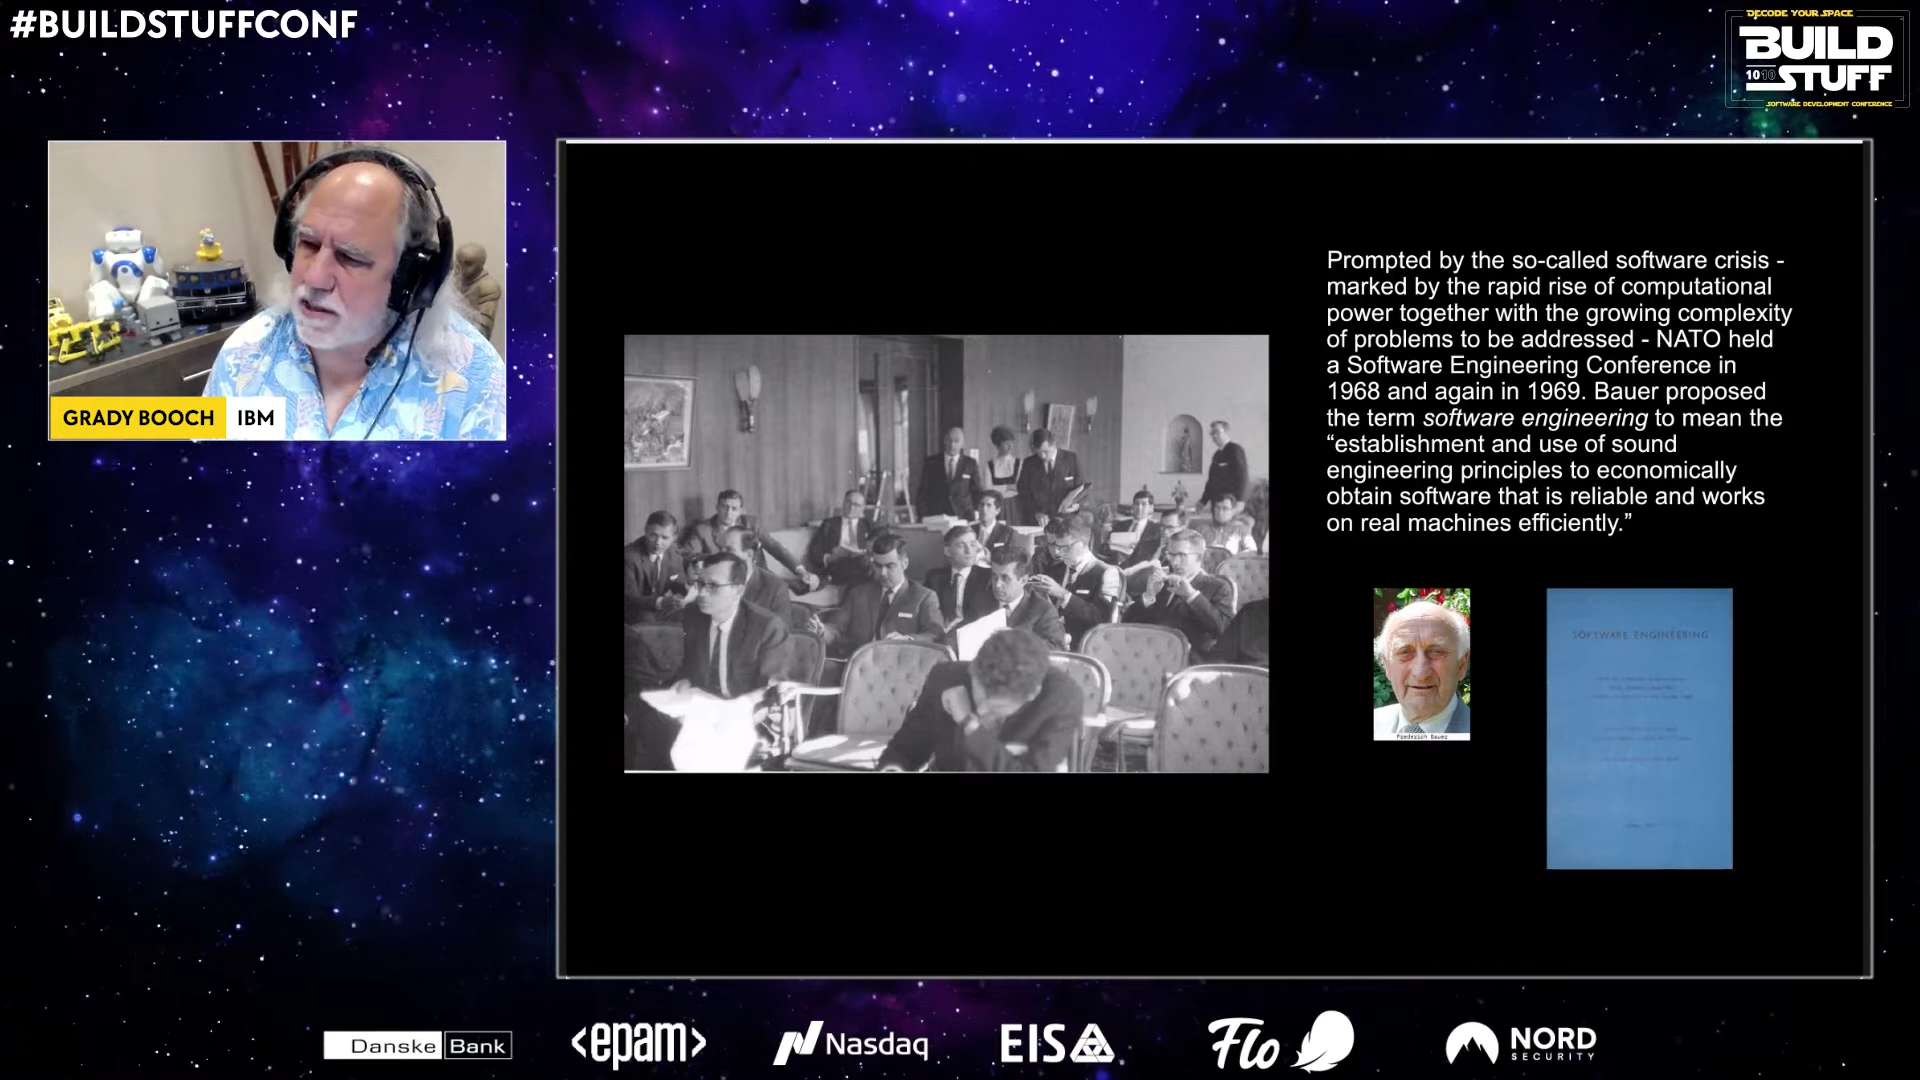 #BUILDSTUFFCONF
DECODE YOUR SPACE
BUILD
1010 STUFF
SOFTWARE DEVELOPMENT CONFERENCE
GRADY BOOCH IBM
Prompted by the so-called software crisis -
marked by the rapid rise of computational
power together with the growing complexity
of problems to be addressed - NATO held
a Software Engineering Conference in
1968 and again in 1969. Bauer proposed
the term software engineering to mean the
“establishment and use of sound
engineering principles to economically
obtain software that is reliable and works
on real machines efficiently.”
Frederich Bauer
SOFTWARE ENGINEERING
Danske Bank
<epam>
Nasdaq
EIS
Flo
NORD
SECURITY